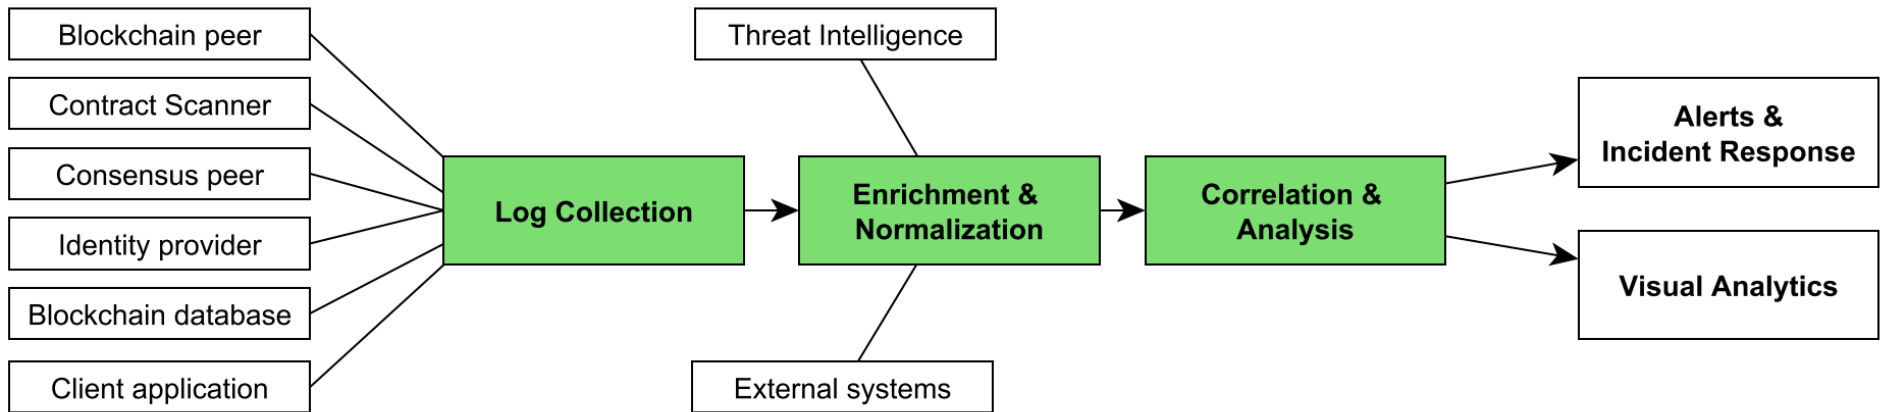 Blockchain peer
Contract Scanner
Consensus peer
Identity provider
Blockchain database
Client application
Log Collection
Threat Intelligence
Enrichment &
Normalization
External systems
Correlation &
Analysis
Alerts &
Incident Response
Visual Analytics